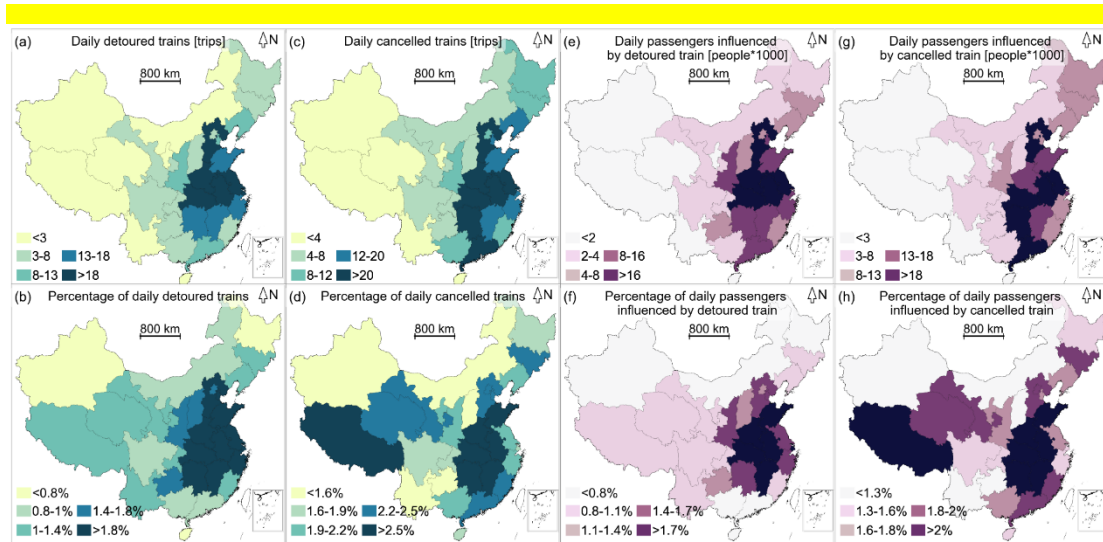 (a) Daily detoured trains [trips] N
800 km
<3
3-8 13-18
8-13 >18
(c) Daily cancelled trains [trips] N
800 km
<4
4-8 12-20
8-12 >20
(e) Daily passengers influenced N
by detoured train [people*1000]
800 km
<2
2-4 8-16
4-8 >16
(g) Daily passengers influenced N
by cancelled train [people*1000]
800 km
<3
3-8 13-18
8-13 >18
(b) Percentage of daily detoured trains N
800 km
<0.8%
0.8-1% 1.4-1.8%
1-1.4% >1.8%
(d) Percentage of daily cancelled trains N
800 km
<1.6%
1.6-1.9% 2.2-2.5%
1.9-2.2% >2.5%
(f) Percentage of daily passengers N
influenced by detoured train
800 km
<0.8%
0.8-1.1% 1.4-1.7%
1.1-1.4% >1.7%
(h) Percentage of daily passengers N
influenced by cancelled train
800 km
<1.3%
1.3-1.6% 1.8-2%
1.6-1.8% >2%